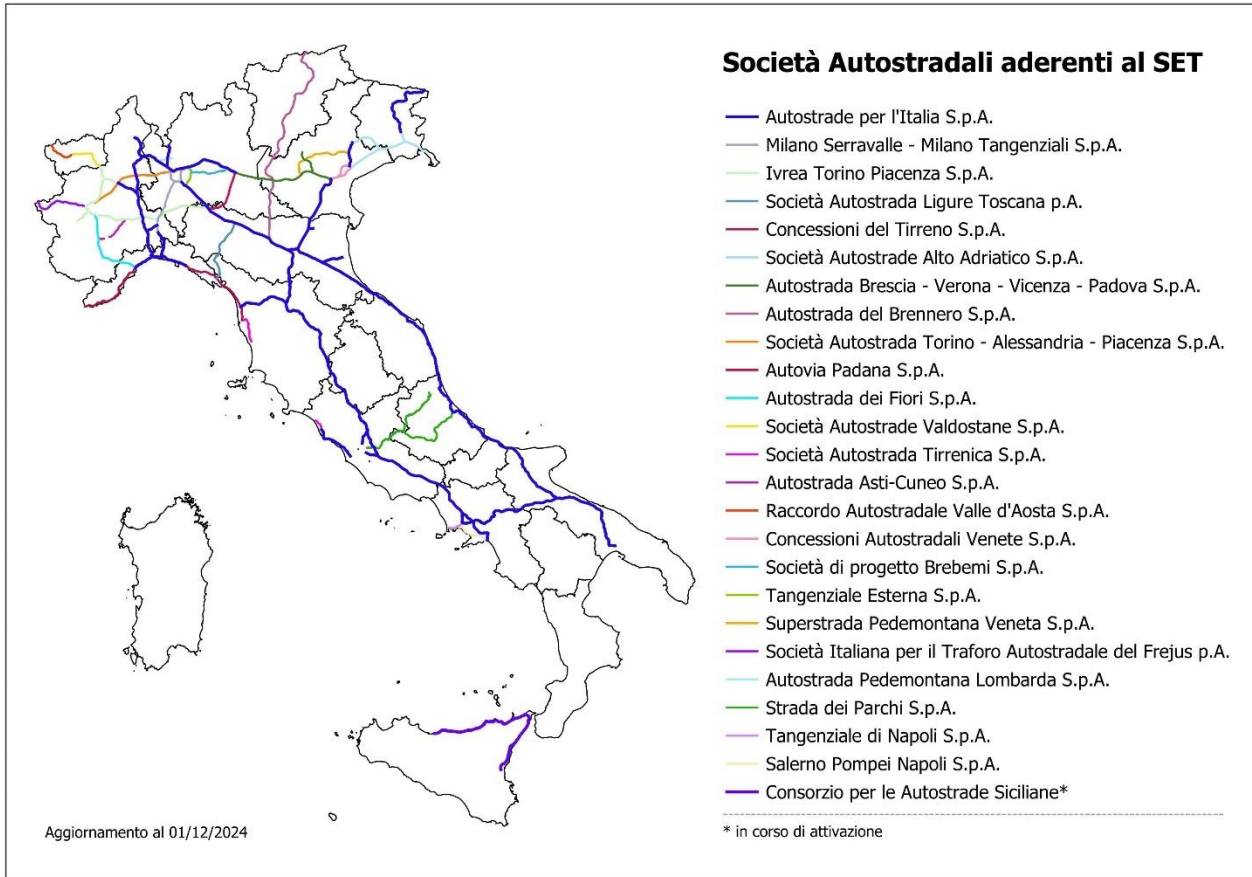 Società Autostradali aderenti al SET
Autostrade per l'Italia S.p.A.
Milano Serravalle - Milano Tangenziali S.p.A.
Ivrea Torino Piacenza S.p.A.
Società Autostrada Ligure Toscana p.A.
Concessioni del Tirreno S.p.A.
Società Autostrade Alto Adriatico S.p.A.
Autostrada Brescia - Verona - Vicenza - Padova S.p.A.
Autostrada del Brennero S.p.A.
Società Autostrada Torino - Alessandria - Piacenza S.p.A.
Autovia Padana S.p.A.
Autostrada dei Fiori S.p.A.
Società Autostrade Valdostane S.p.A.
Società Autostrada Tirrenica S.p.A.
Autostrada Asti-Cuneo S.p.A.
Raccordo Autostradale Valle d'Aosta S.p.A.
Concessioni Autostradali Venete S.p.A.
Società di progetto Brebemi S.p.A.
Tangenziale Esterna S.p.A.
Superstrada Pedemontana Veneta S.p.A.
Società Italiana per il Traforo Autostradale del Frejus p.A.
Autostrada Pedemontana Lombarda S.p.A.
Strada dei Parchi S.p.A.
Tangenziale di Napoli S.p.A.
Salerno Pompei Napoli S.p.A.
Consorzio per le Autostrade Siciliane*
* in corso di attivazione
Aggiornamento al 01/12/2024